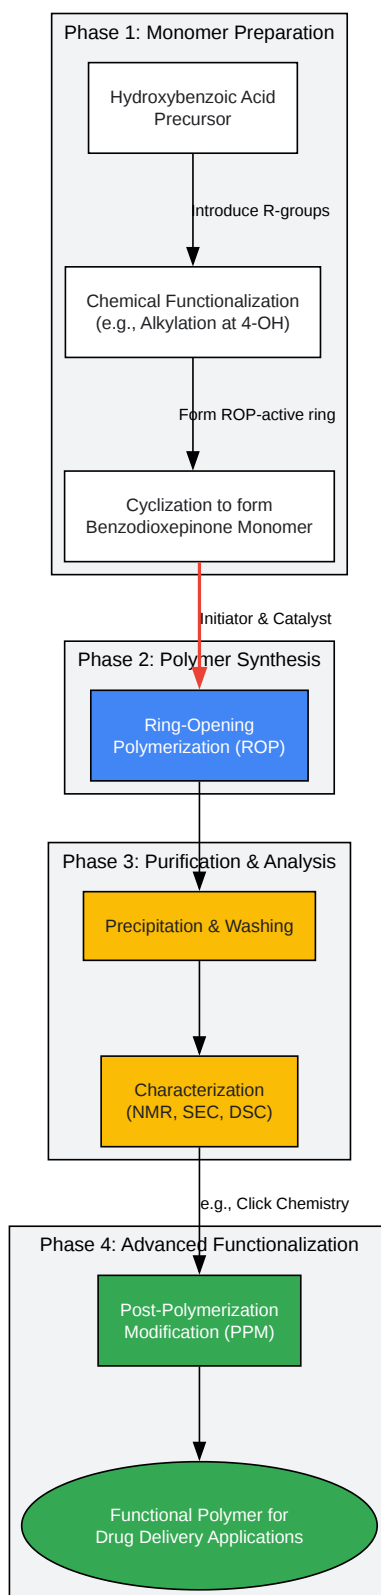 Phase 1: Monomer Preparation
Hydroxybenzoic Acid
Precursor
Introduce R-groups
Chemical Functionalization
(e.g., Alkylation at 4-OH)
Form ROP-active ring
Cyclization to form
Benzodioxepinone Monomer
Initiator & Catalyst
Phase 2: Polymer Synthesis
Ring-Opening
Polymerization (ROP)
Phase 3: Purification & Analysis
Precipitation & Washing
Characterization
(NMR, SEC, DSC)
e.g., Click Chemistry
Phase 4: Advanced Functionalization
Post-Polymerization
Modification (PPM)
Functional Polymer for
Drug Delivery Applications